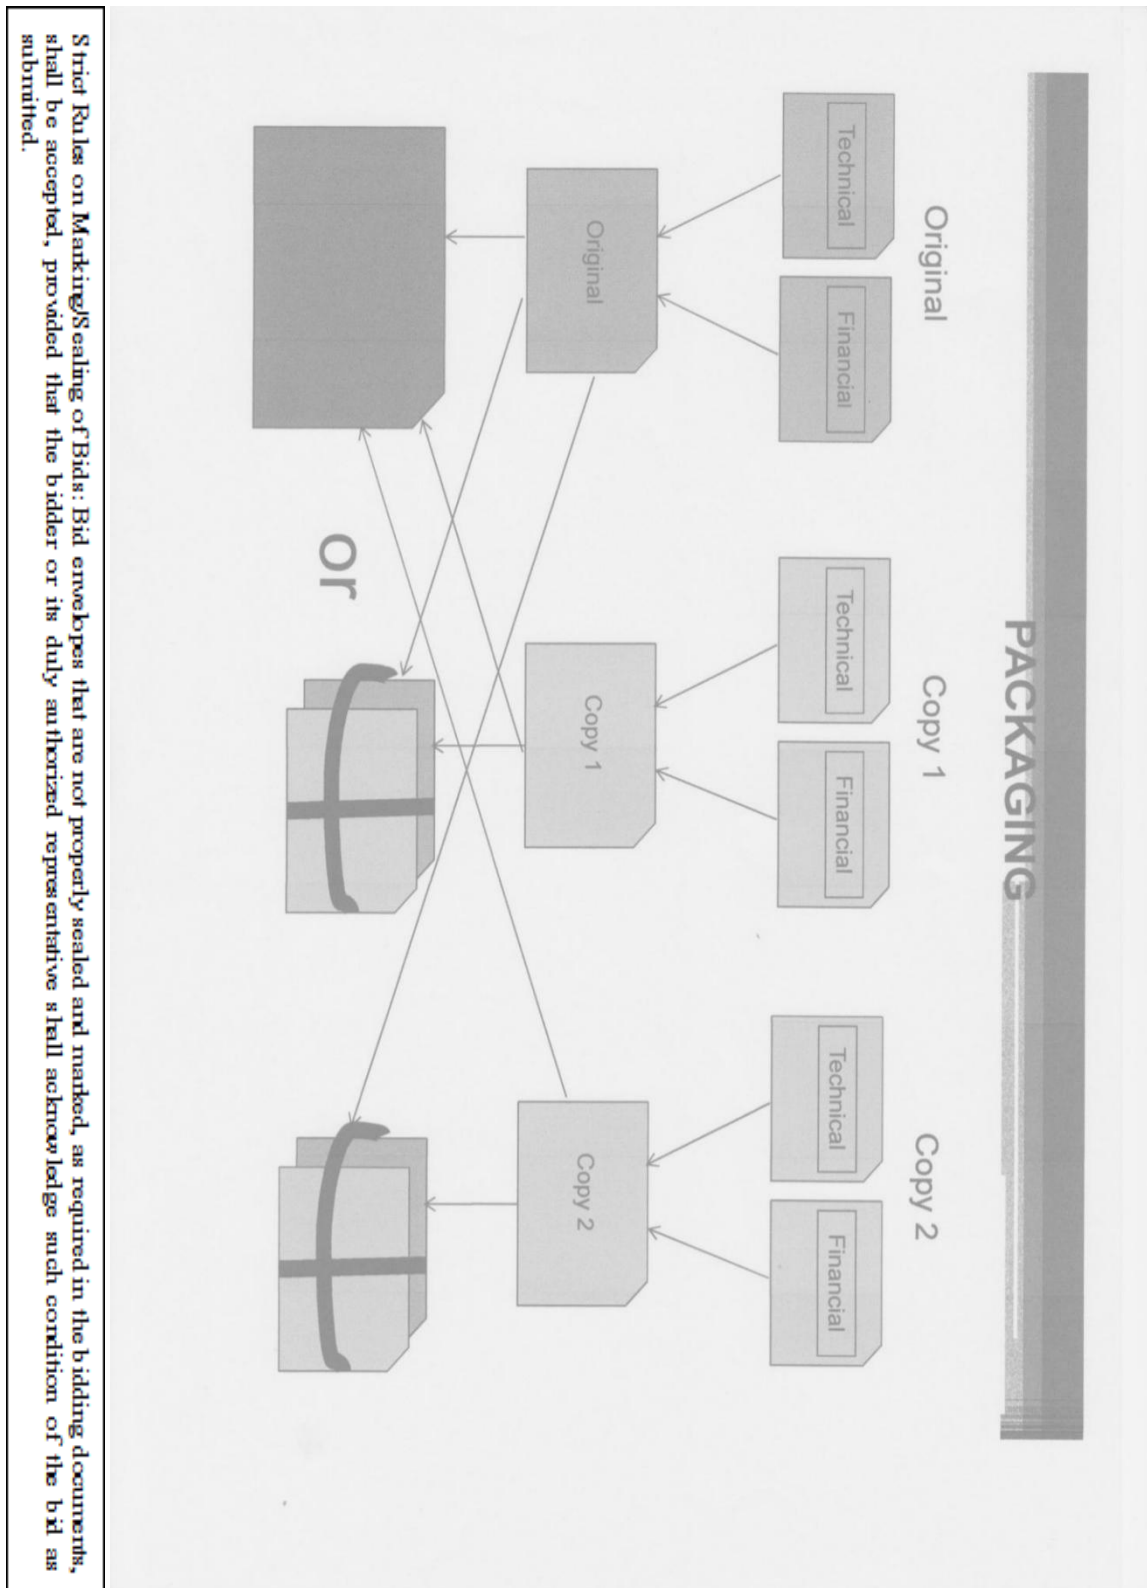 PACKAGING
Original
Copy 1
Copy 2
Technical
Financial
Technical
Financial
Technical
Financial
Original
Copy 1
Copy 2
or
Strict Rules on Marking/Sealing of Bids: Bid envelopes that are not properly sealed and marked, as required in the bidding documents,
shall be accepted, provided that the bidder or its duly authorized representative shall acknowledge such condition of the bid as
submitted.